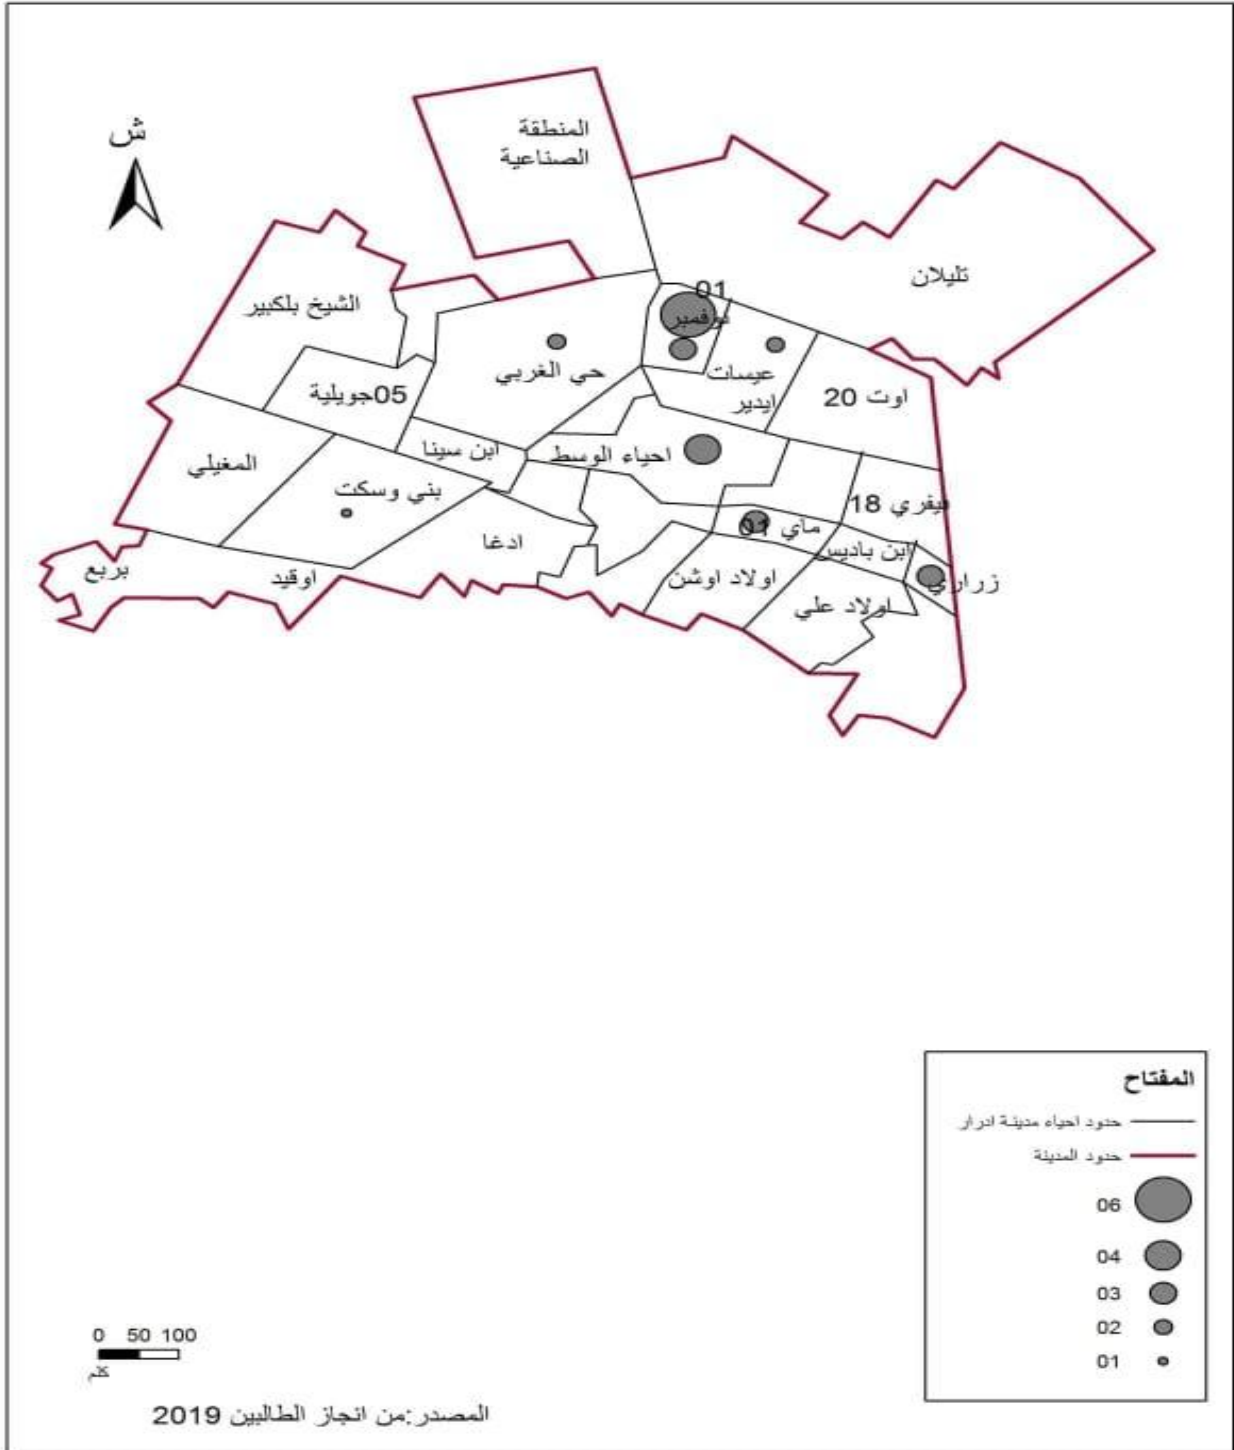 المنطقة
الصناعية
ش
تليلان
الشيخ بلكبير
01
نوفمبر
حي الغربي
عيسات
ايدير
05جويلية
اوت 20
ابن سينا
احياء الوسط
المغيلي
بني وسكت
فيفري 18
ماي 01
ادغا
ابن باديس
بربع
اوقيد
اولاد اوشن
زراري
اولاد علي
المفتاح
حدود احياء مدينة ادرار
حدود المدينة
06
04
03
02
01
0 50 100
كلم
المصدر:من انجاز الطالبين 2019